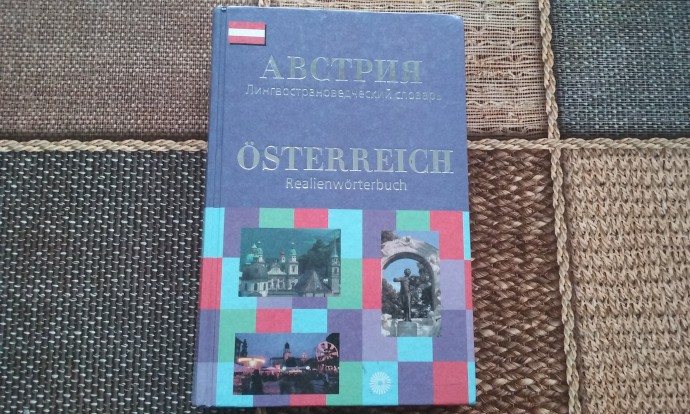 АВСТРИЯ
Лингвострановедческий словарь
ÖSTERREICH
Realienwörterbuch